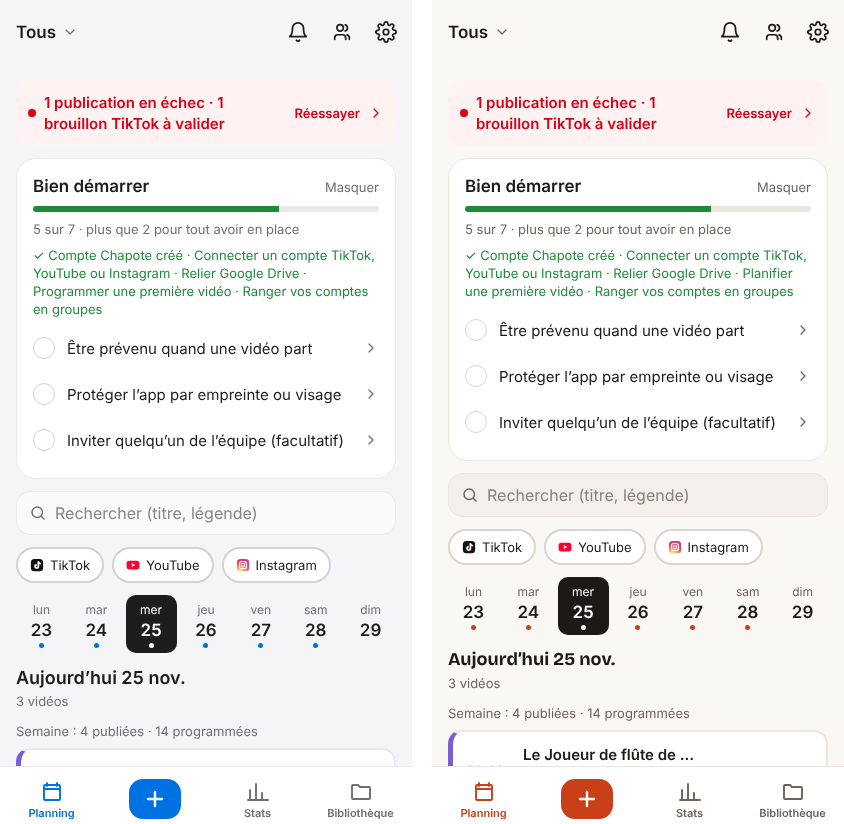 Tous
1 publication en échec · 1
brouillon TikTok à valider
Réessayer
Bien démarrer
Masquer
5 sur 7 · plus que 2 pour tout avoir en place
✓ Compte Chapote créé · Connecter un compte TikTok,
YouTube ou Instagram · Relier Google Drive ·
Programmer une première vidéo · Ranger vos comptes
en groupes
Être prévenu quand une vidéo part
Protéger l’app par empreinte ou visage
Inviter quelqu’un de l’équipe (facultatif)
Rechercher (titre, légende)
TikTok YouTube Instagram
lun mar mer jeu ven sam dim
23 24 25 26 27 28 29
Aujourd’hui 25 nov.
3 vidéos
Semaine : 4 publiées · 14 programmées
Planning Stats Bibliothèque
Tous
1 publication en échec · 1
brouillon TikTok à valider
Réessayer
Bien démarrer
Masquer
5 sur 7 · plus que 2 pour tout avoir en place
✓ Compte Chapote créé · Connecter un compte TikTok,
YouTube ou Instagram · Relier Google Drive · Planifier
une première vidéo · Ranger vos comptes en groupes
Être prévenu quand une vidéo part
Protéger l’app par empreinte ou visage
Inviter quelqu’un de l’équipe (facultatif)
Rechercher (titre, légende)
TikTok YouTube Instagram
lun mar mer jeu ven sam dim
23 24 25 26 27 28 29
Aujourd’hui 25 nov.
3 vidéos
Semaine : 4 publiées · 14 programmées
Le Joueur de flûte de ...
Planning Stats Bibliothèque